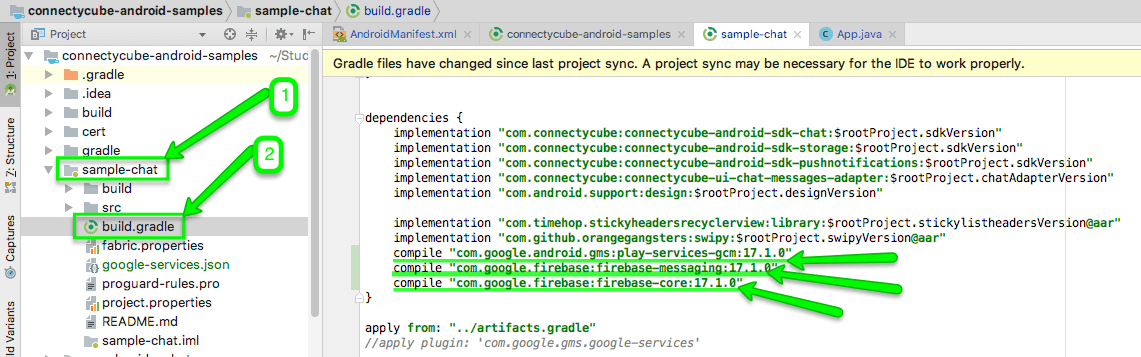 connectycube-android-samples sample-chat build.gradle
1: Project
Z: Structure
Captures
ild Variants
Project
connectycube-android-samples ~/Stud
.gradle
.idea
build
cert
gradle
sample-chat
build
src
build.gradle
fabric.properties
google-services.json
proguard-rules.pro
project.properties
README.md
sample-chat.iml
1
2
AndroidManifest.xml connectycube-android-samples sample-chat App.java
Gradle files have changed since last project sync. A project sync may be necessary for the IDE to work properly.
dependencies {
implementation "com.connectycube:connectycube-android-sdk-chat:$rootProject.sdkVersion"
implementation "com.connectycube:connectycube-android-sdk-storage:$rootProject.sdkVersion"
implementation "com.connectycube:connectycube-android-sdk-pushnotifications:$rootProject.sdkVersion"
implementation "com.connectycube:connectycube-ui-chat-messages-adapter:$rootProject.chatAdapterVersion"
implementation "com.android.support:design:$rootProject.designVersion"
implementation "com.timehop.stickyheadersrecyclerview:library:$rootProject.stickylistheadersVersion@aar"
implementation "com.github.orangegangsters:swipy:$rootProject.swipyVersion@aar"
compile "com.google.android.gms:play-services-gcm:17.1.0"
compile "com.google.firebase:firebase-messaging:17.1.0"
compile "com.google.firebase:firebase-core:17.1.0"
}
apply from: "../artifacts.gradle"
//apply plugin: 'com.google.gms.google-services'